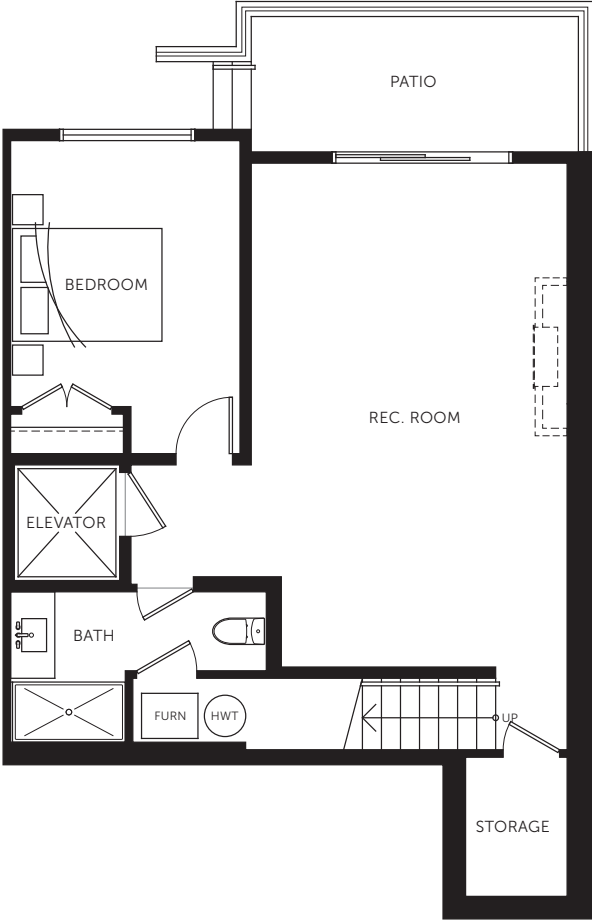 PATIO
BEDROOM
REC. ROOM
ELEVATOR
BATH
FURN
HWT
UP
STORAGE